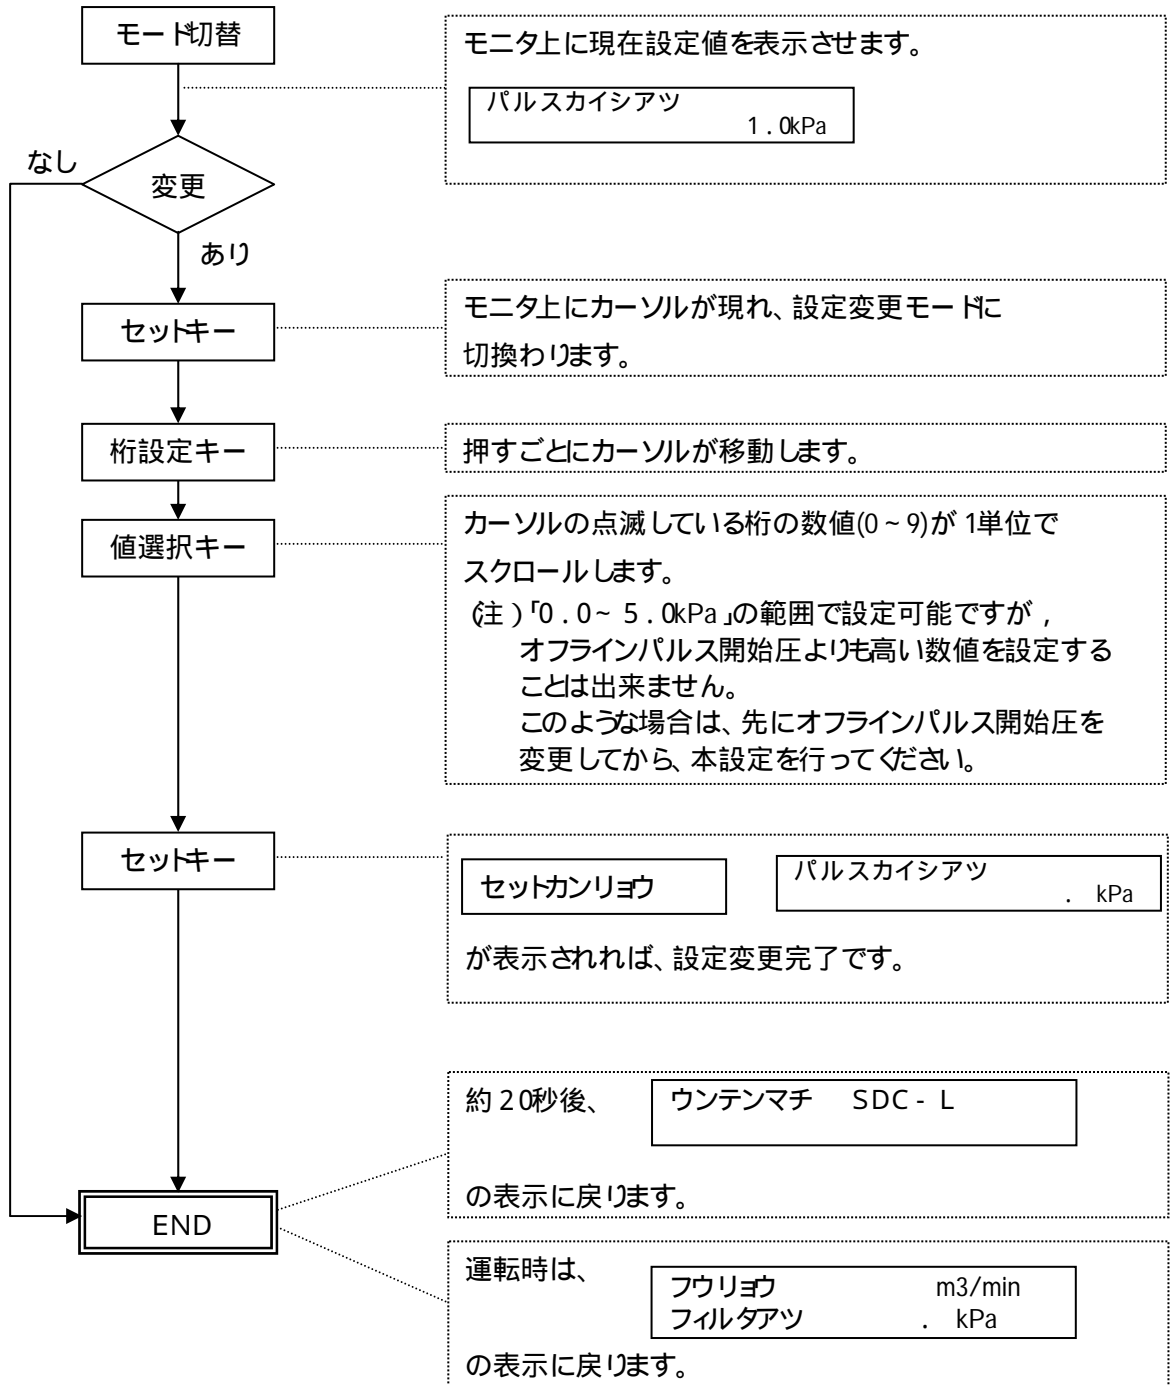 モード切替
モニタ上に現在設定値を表示させます。
パルスカイシアツ
1.0kPa
なし
変更
あり
セットキー
モニタ上にカーソルが現れ、設定変更モードに
切換わります。
桁設定キー
押すごとにカーソルが移動します。
値選択キー
カーソルの点滅している桁の数値(0~9)が1単位で
スクロールします。
(注)「0.0~5.0kPa」の範囲で設定可能ですが,
オフラインパルス開始圧よりも高い数値を設定する
ことは出来ません。
このような場合は、先にオフラインパルス開始圧を
変更してから、本設定を行ってください。
セットキー
セットカンリョウ
パルスカイシアツ
. kPa
が表示されれば、設定変更完了です。
約20秒後、
ウンテンマチ SDC-L
の表示に戻ります。
END
運転時は、
フウリョウ m3/min
フィルタアツ . kPa
の表示に戻ります。